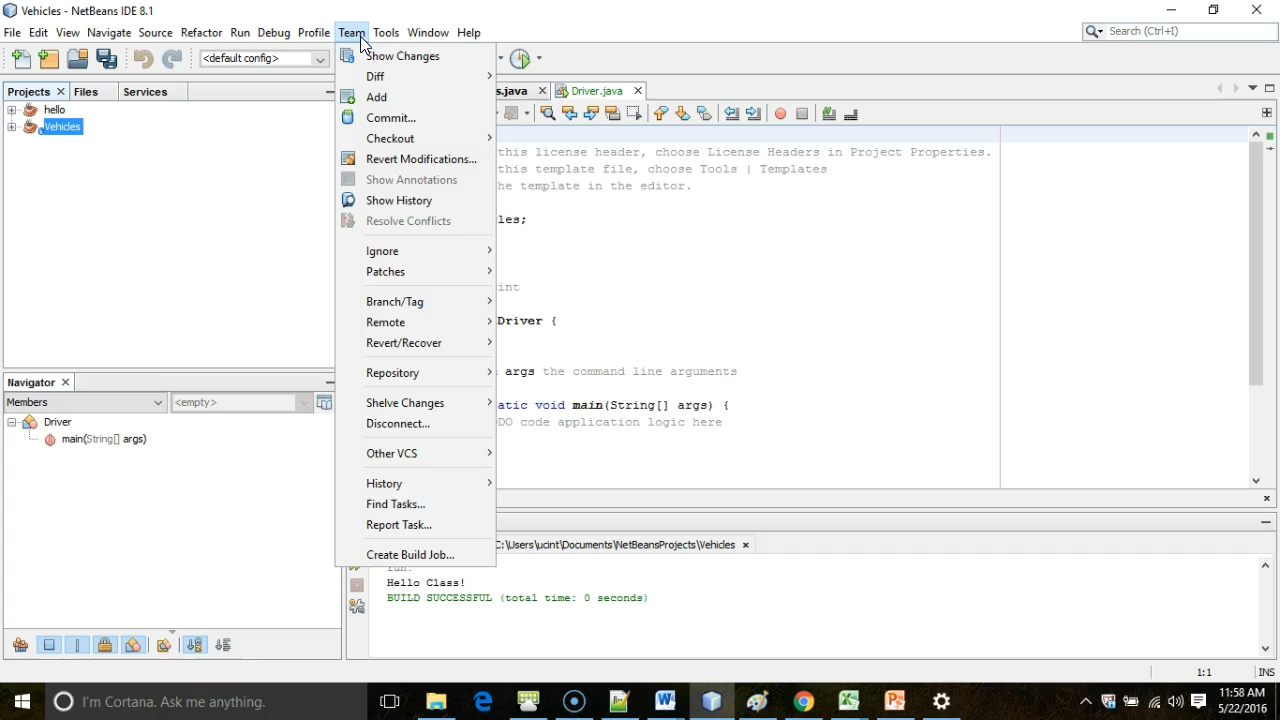 Vehicles - NetBeans IDE 8.1
File Edit View Navigate Source Refactor Run Debug Profile Team Tools Window Help
Search (Ctrl+I)
<default config>
Projects Files Services
s.java Driver.java
hello
Vehicles
Show Changes
Diff
Add
Commit...
Checkout
Revert Modifications...
Show Annotations
Show History
Resolve Conflicts
Ignore
Patches
Branch/Tag
Remote
Revert/Recover
Repository
Shelve Changes
Disconnect...
Other VCS
History
Find Tasks...
Report Task...
Create Build Job...
this license header, choose License Headers in Project Properties.
this template file, choose Tools | Templates
he template in the editor.
les;
int
Driver {
args the command line arguments
atic void main(String[] args) {
DO code application logic here
Navigator
Members <empty>
Driver
main(String[] args)
C:\Users\ucint\Documents\NetBeansProjects\Vehicles
run:
Hello Class!
BUILD SUCCESSFUL (total time: 0 seconds)
1:1 INS
I'm Cortana. Ask me anything.
11:58 AM
5/22/2016